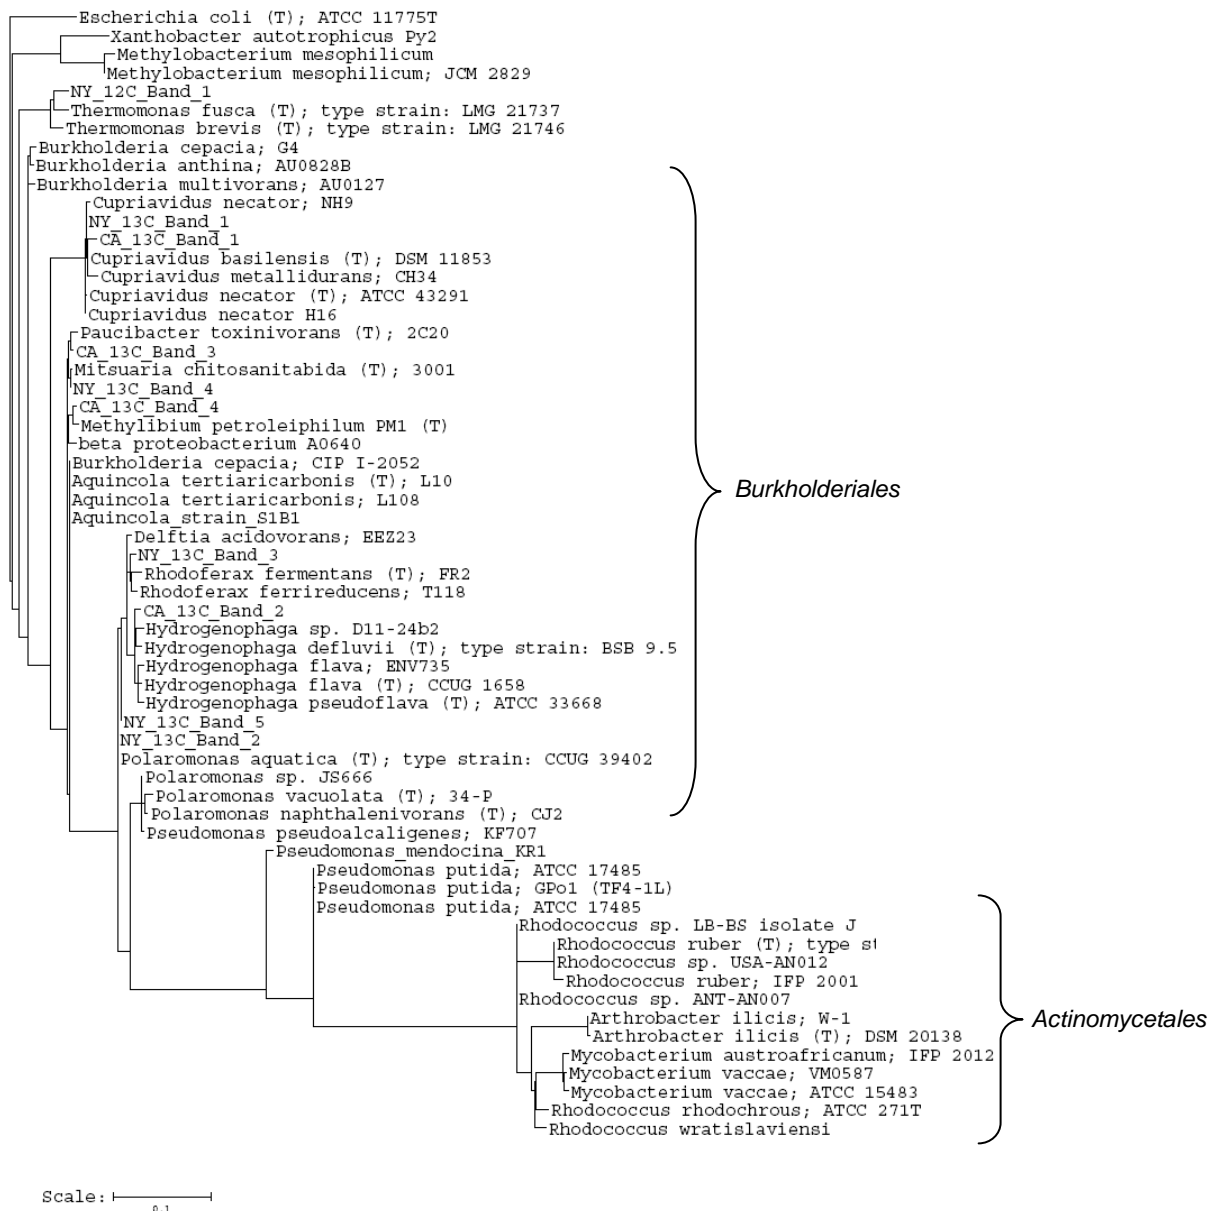 Escherichia coli (T); ATCC 11775T
Xanthobacter autotrophicus Py2
Methylobacterium mesophilicum
Methylobacterium mesophilicum; JCM 2829
NY_12C_Band_1
Thermomonas fusca (T); type strain: LMG 21737
Thermomonas brevis (T); type strain: LMG 21746
Burkholderia cepacia; G4
Burkholderia anthina; AU0828B
Burkholderia multivorans; AU0127
Cupriavidus necator; NH9
NY_13C_Band_1
CA_13C_Band_1
Cupriavidus basilensis (T); DSM 11853
Cupriavidus metallidurans; CH34
Cupriavidus necator (T); ATCC 43291
Cupriavidus necator H16
Paucibacter toxinivorans (T); 2C20
CA_13C_Band_3
Mitsuaria chitosanitabida (T); 3001
NY_13C_Band_4
CA_13C_Band_4
Methylibium petroleiphilum PM1 (T)
beta proteobacterium A0640
Burkholderia cepacia; CIP I-2052
Aquincola tertiaricarbonis (T); L10
Burkholderiales
Aquincola tertiaricarbonis; L108
Aquincola_strain_S1B1
Delftia acidovorans; EEZ23
NY_13C_Band_3
Rhodoferax fermentans (T); FR2
Rhodoferax ferrireducens; T118
CA_13C_Band_2
Hydrogenophaga sp. D11-24b2
Hydrogenophaga defluvii (T); type strain: BSB 9.5
Hydrogenophaga flava; ENV735
Hydrogenophaga flava (T); CCUG 1658
Hydrogenophaga pseudoflava (T); ATCC 33668
NY_13C_Band_5
NY_13C_Band_2
Polaromonas aquatica (T); type strain: CCUG 39402
Polaromonas sp. JS666
Polaromonas vacuolata (T); 34-P
Polaromonas naphthalenivorans (T); CJ2
Pseudomonas pseudoalcaligenes; KF707
Pseudomonas_mendocina_KR1
Pseudomonas putida; ATCC 17485
Pseudomonas putida; GPo1 (TF4-1L)
Pseudomonas putida; ATCC 17485
Rhodococcus sp. LB-BS isolate J
Rhodococcus ruber (T); type
Rhodococcus sp. USA-AN012
Rhodococcus ruber; IFP 2001
Rhodococcus sp. ANT-AN007
Arthrobacter ilicis; W-1
Actinomycetales
Arthrobacter ilicis (T); DSM 20138
Mycobacterium austroafricanum; IFP 2012
Mycobacterium vaccae; VM0587
Mycobacterium vaccae; ATCC 15483
Rhodococcus rhodochrous; ATCC 271T
Rhodococcus wratislaviensi
Scale: